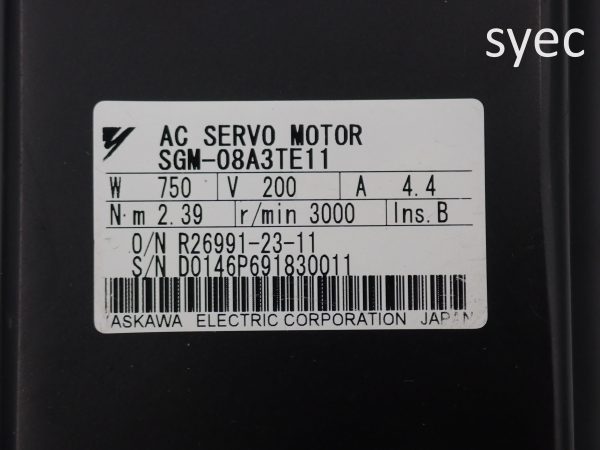 syec
AC SERVO MOTOR
SGM-08A3TE11
W 750 V 200 A 4.4
N·m 2.39 r/min 3000 Ins. B
O/N R26991-23-11
S/N D0146P691830011
YASKAWA ELECTRIC CORPORATION JAPAN